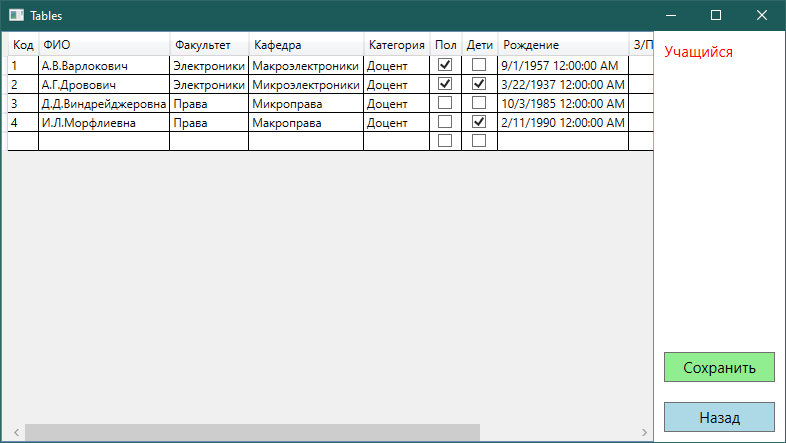 Tables
Код ФИО Факультет Кафедра Категория Пол Дети Рождение З/П
1 А.В.Варлокович Электроники Макроэлектроники Доцент 9/1/1957 12:00:00 AM
2 А.Г.Дровович Электроники Микроэлектроники Доцент 3/22/1937 12:00:00 AM
3 Д.Д.Виндрейджеровна Права Микроправа Доцент 10/3/1985 12:00:00 AM
4 И.Л.Морфлиевна Права Макроправа Доцент 2/11/1990 12:00:00 AM
Учащийся
Сохранить
Назад